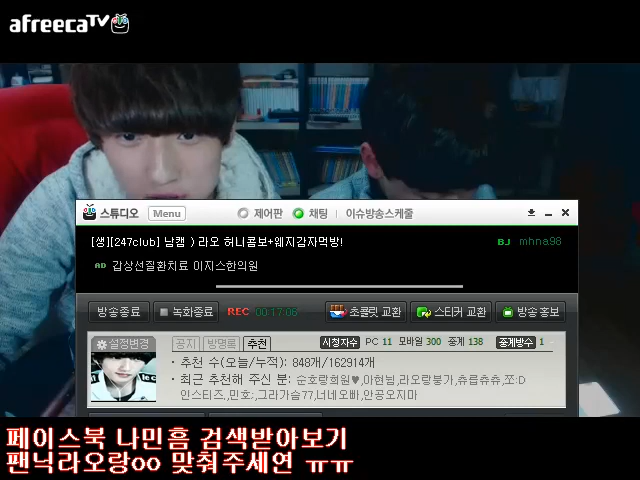 afreecaTV
스튜디오 Menu 제어판 채팅 이슈방송스케줄
[생][247club] 남캠 ) 라오 허니콤보+웨지감자먹방! BJ mhna98
AD 갑상선질환치료 이지스한의원
방송종료 녹화종료 REC 00:17:06 초콜릿 교환 스티커 교환 방송 홍보
설정변경 공지 방명록 추천 시청자수 PC 11 모바일 300 중계 138 중계방수 1
• 추천 수(오늘/누적): 848개/162914개
• 최근 추천해 주신 분: 순호랑희원♥,미현님,라오랑붕가,츄릅츄츄,쪼:D
인스티즈,민호:,그라가슴77,너네오빠,안공오지마
페이스북 나민흠 검색받아보기
팬닉라오랑oo 맞춰주세연 ㅠㅠ